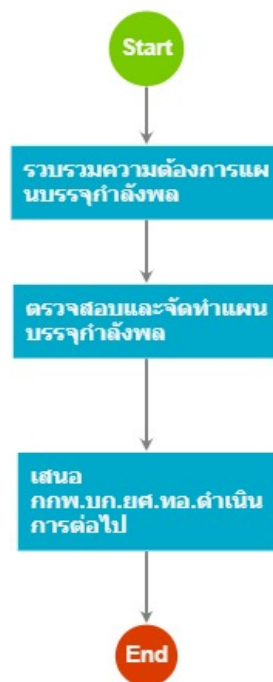 Start
รวบรวมความต้องการแผ
นบรรจุกำลังพล
ตรวจสอบและจัดทำแผน
บรรจุกำลังพล
เสนอ
กกพ.บก.ยศ.ทอ.ดำเนิน
การต่อไป
End